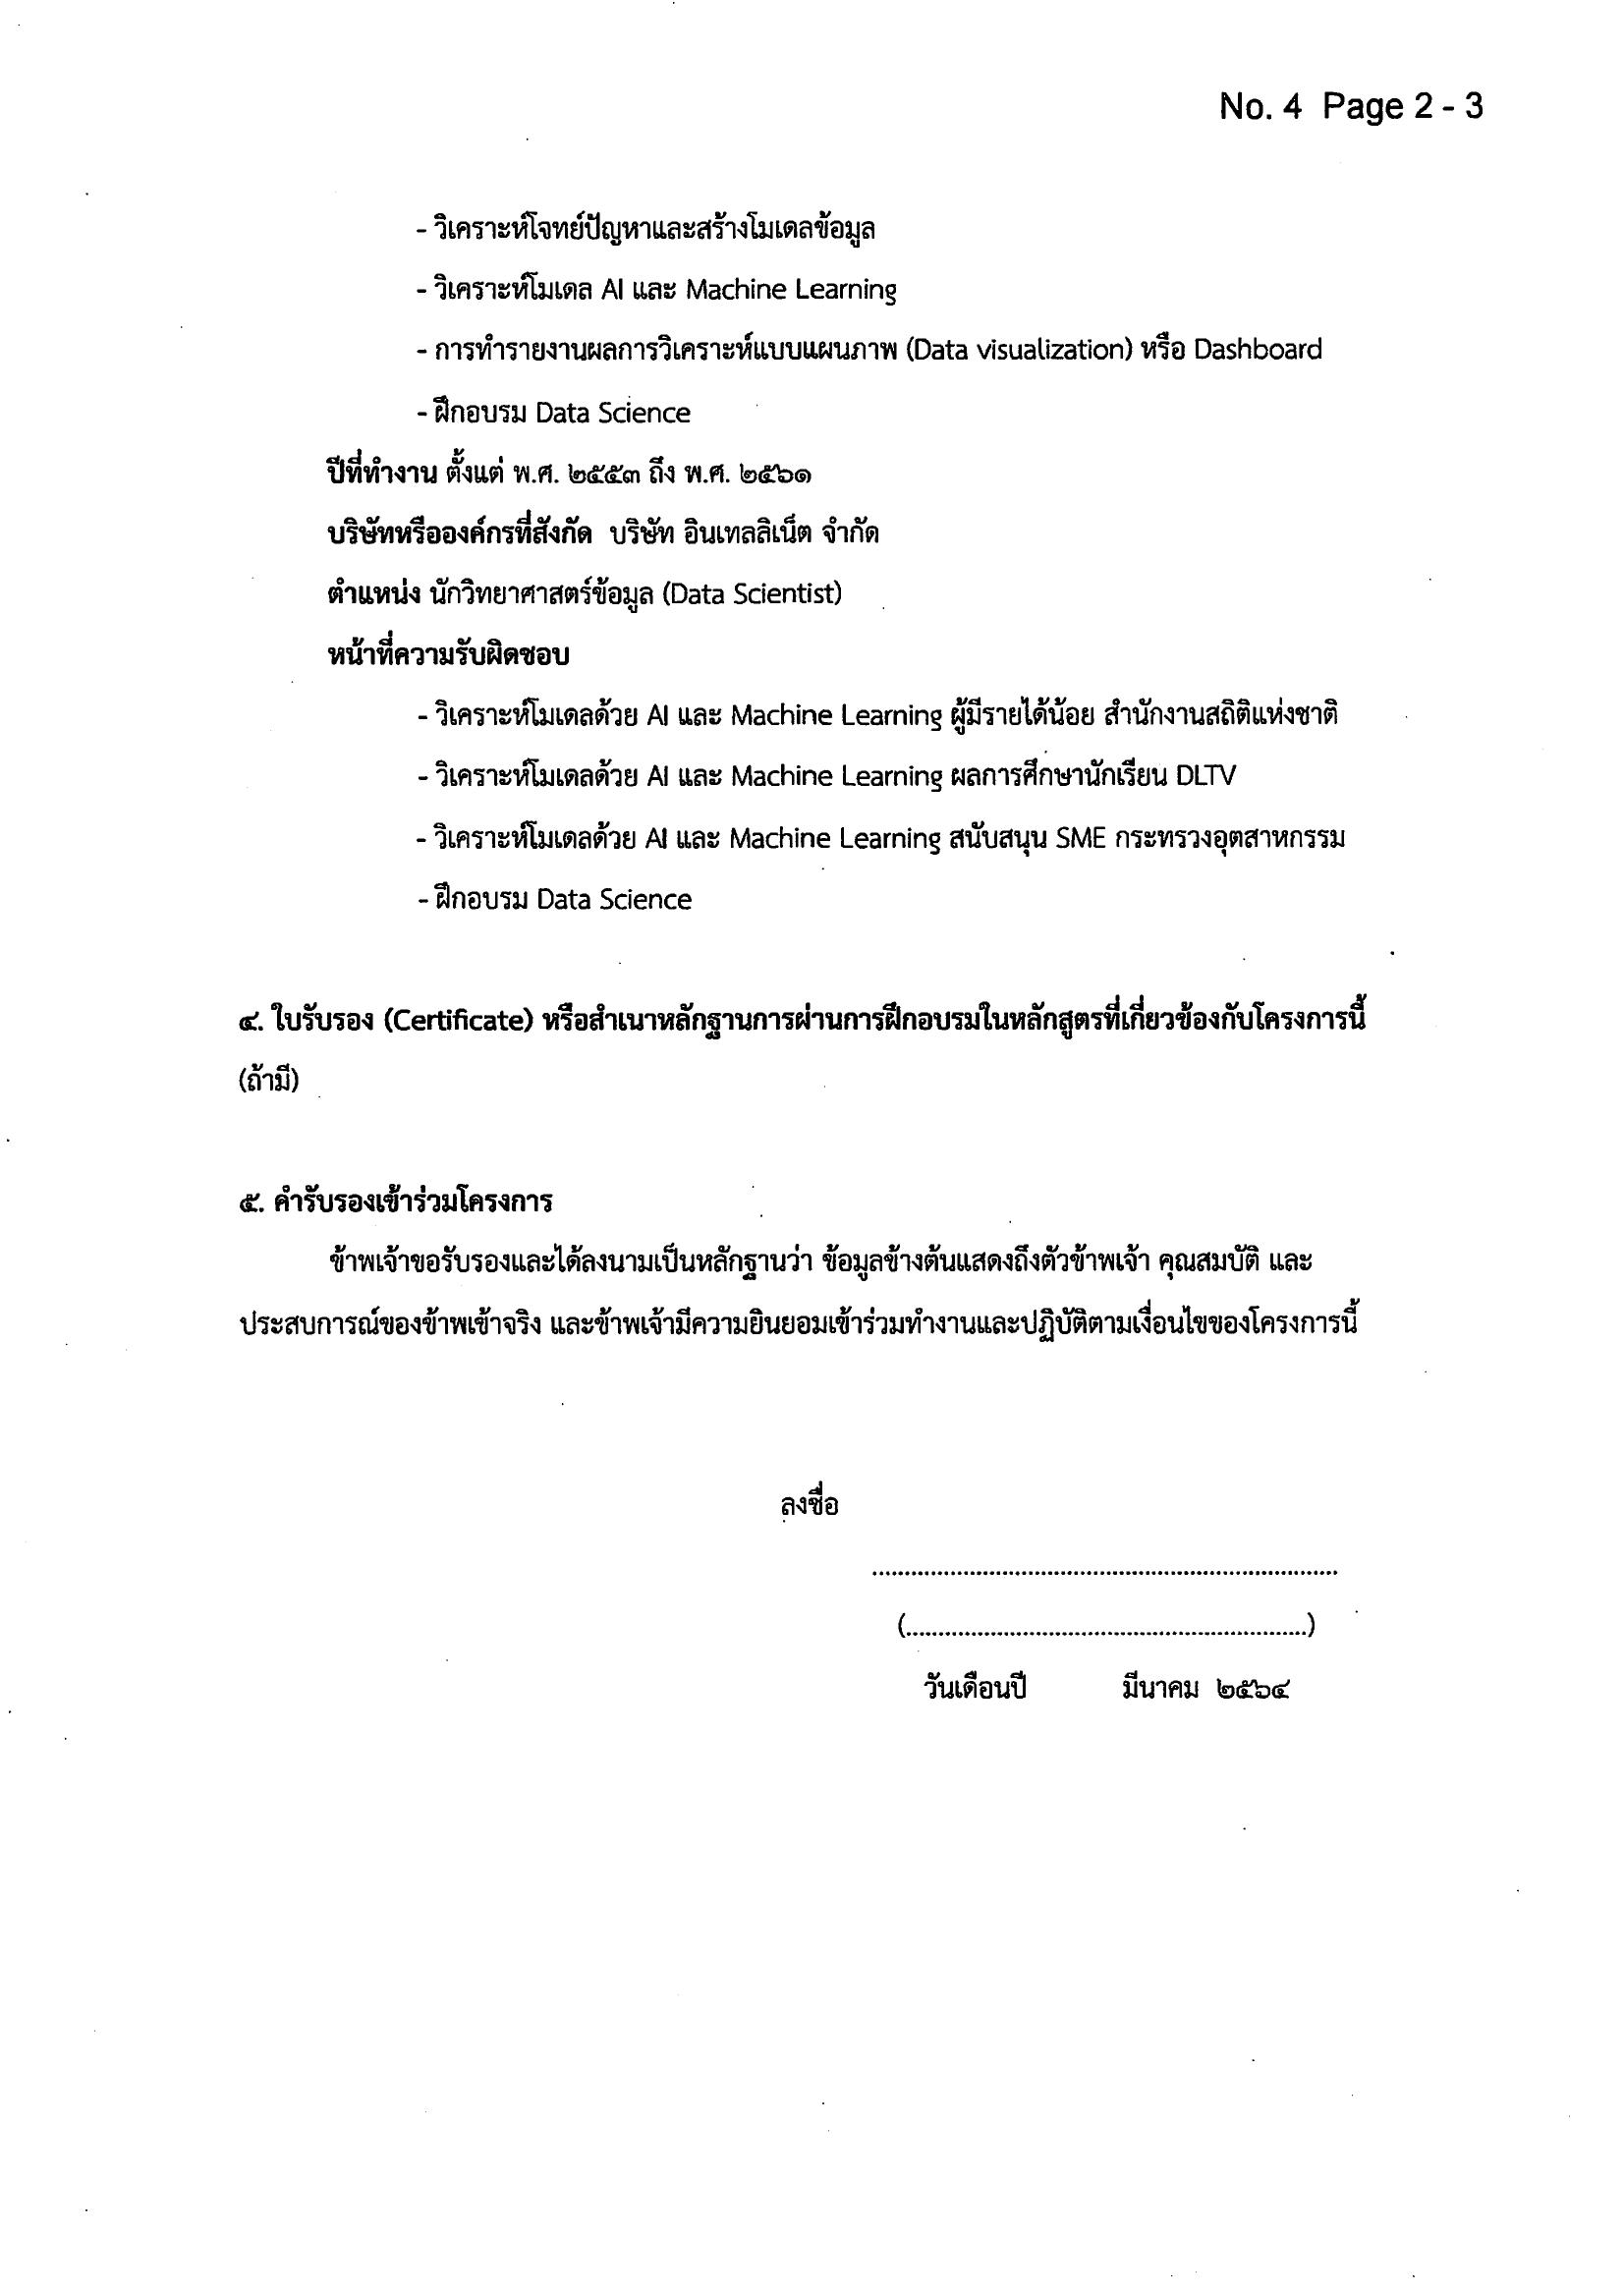 No. 4 Page 2 - 3
- วิเคราะห์โจทย์ปัญหาและสร้างโมเดลข้อมูล
- วิเคราะห์โมเดล AI และ Machine Learning
- การทำรายงานผลการวิเคราะห์แบบแผนภาพ (Data visualization) หรือ Dashboard
- ฝึกอบรม Data Science
ปีที่ทำงาน ตั้งแต่ พ.ศ. ๒๕๕๓ ถึง พ.ศ. ๒๕๖๑
บริษัทหรือองค์กรที่สังกัด บริษัท อินเทลลิเน็ต จำกัด
ตำแหน่ง นักวิทยาศาสตร์ข้อมูล (Data Scientist)
หน้าที่ความรับผิดชอบ
- วิเคราะห์โมเดลด้วย AI และ Machine Learning ผู้มีรายได้น้อย สำนักงานสถิติแห่งชาติ
- วิเคราะห์โมเดลด้วย AI และ Machine Learning ผลการศึกษานักเรียน DLTV
- วิเคราะห์โมเดลด้วย AI และ Machine Learning สนับสนุน SME กระทรวงอุตสาหกรรม
- ฝึกอบรม Data Science
๔. ใบรับรอง (Certificate) หรือสำเนาหลักฐานการผ่านการฝึกอบรมในหลักสูตรที่เกี่ยวข้องกับโครงการนี้
(ถ้ามี)
๕. คำรับรองเข้าร่วมโครงการ
ข้าพเจ้าขอรับรองและได้ลงนามเป็นหลักฐานว่า ข้อมูลข้างต้นแสดงถึงตัวข้าพเจ้า คุณสมบัติ และ
ประสบการณ์ของข้าพเข้าจริง และข้าพเจ้ามีความยินยอมเข้าร่วมทำงานและปฏิบัติตามเงื่อนไขของโครงการนี้
ลงชื่อ
........................................................................
(..............................................................)
วันเดือนปี มีนาคม ๒๕๖๔